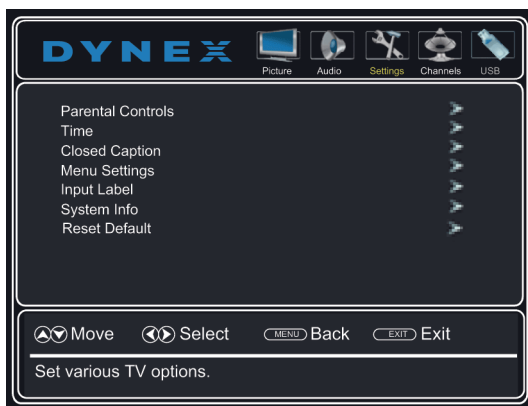 DYNEX
Picture Audio Settings Channels USB
Parental Controls
Time
Closed Caption
Menu Settings
Input Label
System Info
Reset Default
Move Select MENU Back EXIT Exit
Set various TV options.